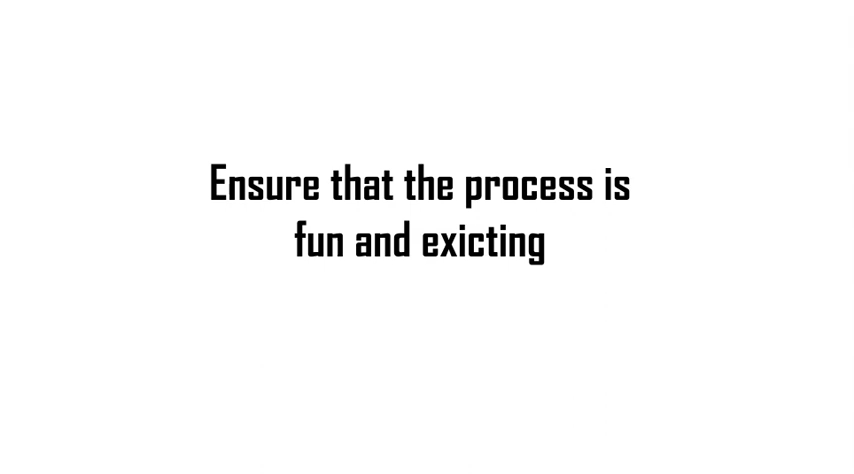 Ensure that the process is
fun and exicting